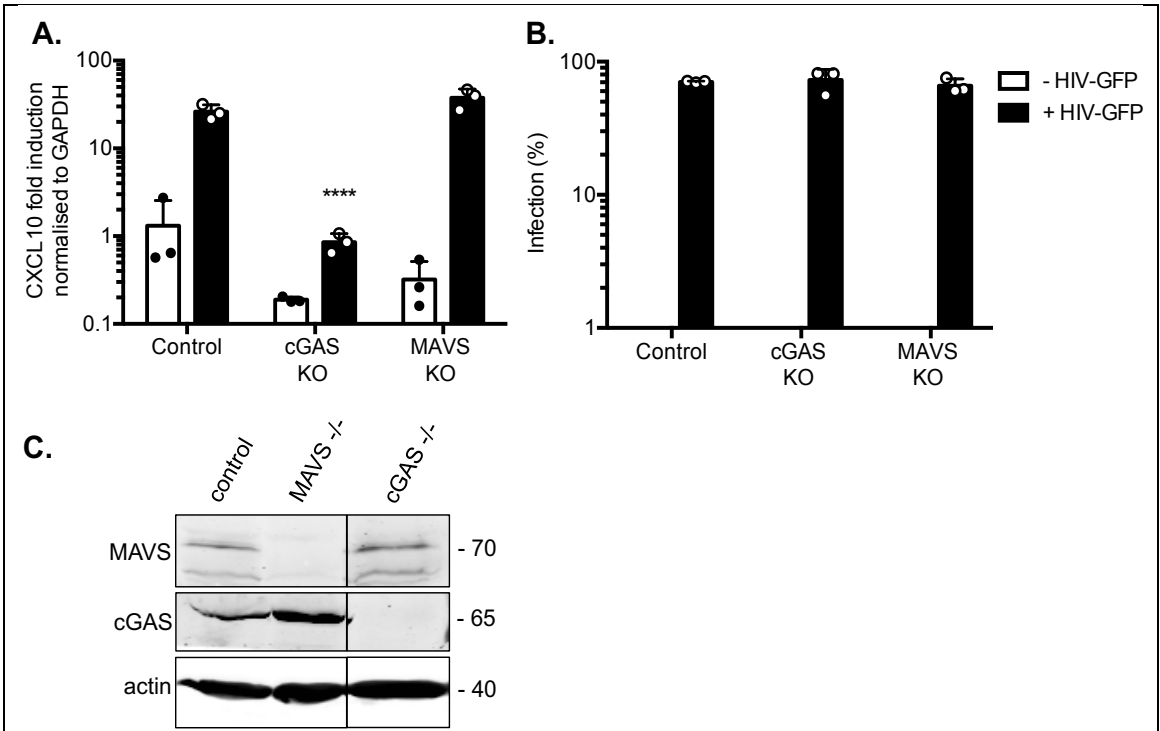 A.
CXCL10 fold induction
normalised to GAPDH
100
10
1
0.1
****
Control
cGAS
KO
MAVS
KO
B.
Infection (%)
100
10
1
Control
cGAS
KO
MAVS
KO
- HIV-GFP
+ HIV-GFP
C.
control
MAVS -/-
cGAS -/-
MAVS
- 70
cGAS
- 65
actin
- 40